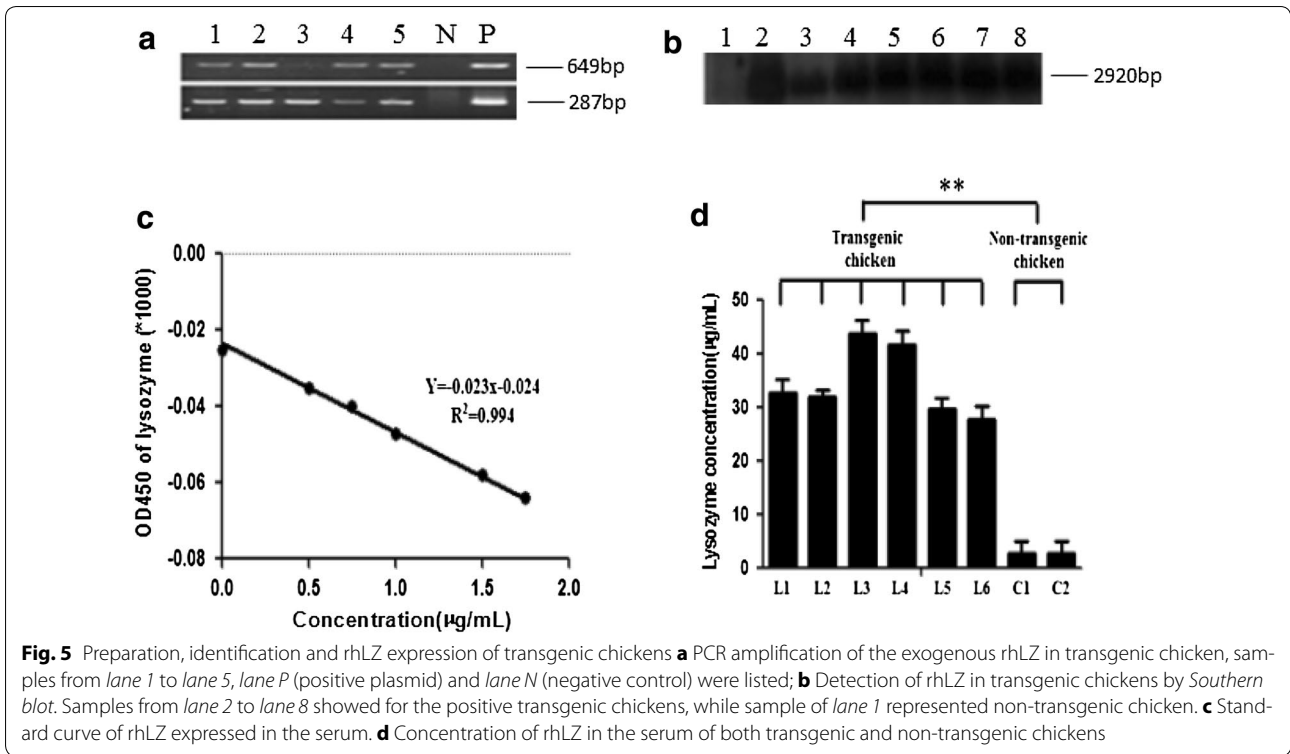 a
1 2 3 4 5 N P
649bp
287bp
b
1 2 3 4 5 6 7 8
2920bp
c
0.00
-0.02
-0.04
-0.06
-0.08
OD450 of lysozyme (*1000)
Y=-0.023x-0.024
R²=0.994
0.0 0.5 1.0 1.5 2.0
Concentration(μg/mL)
d
**
Transgenic
chicken
Non-transgenic
chicken
50
40
30
20
10
0
Lysozyme concentration(μg/mL)
L1 L2 L3 L4 L5 L6 C1 C2
Fig. 5 Preparation, identification and rhLZ expression of transgenic chickens a PCR amplification of the exogenous rhLZ in transgenic chicken, sam-
ples from lane 1 to lane 5, lane P (positive plasmid) and lane N (negative control) were listed; b Detection of rhLZ in transgenic chickens by Southern
blot. Samples from lane 2 to lane 8 showed for the positive transgenic chickens, while sample of lane 1 represented non-transgenic chicken. c Stand-
ard curve of rhLZ expressed in the serum. d Concentration of rhLZ in the serum of both transgenic and non-transgenic chickens